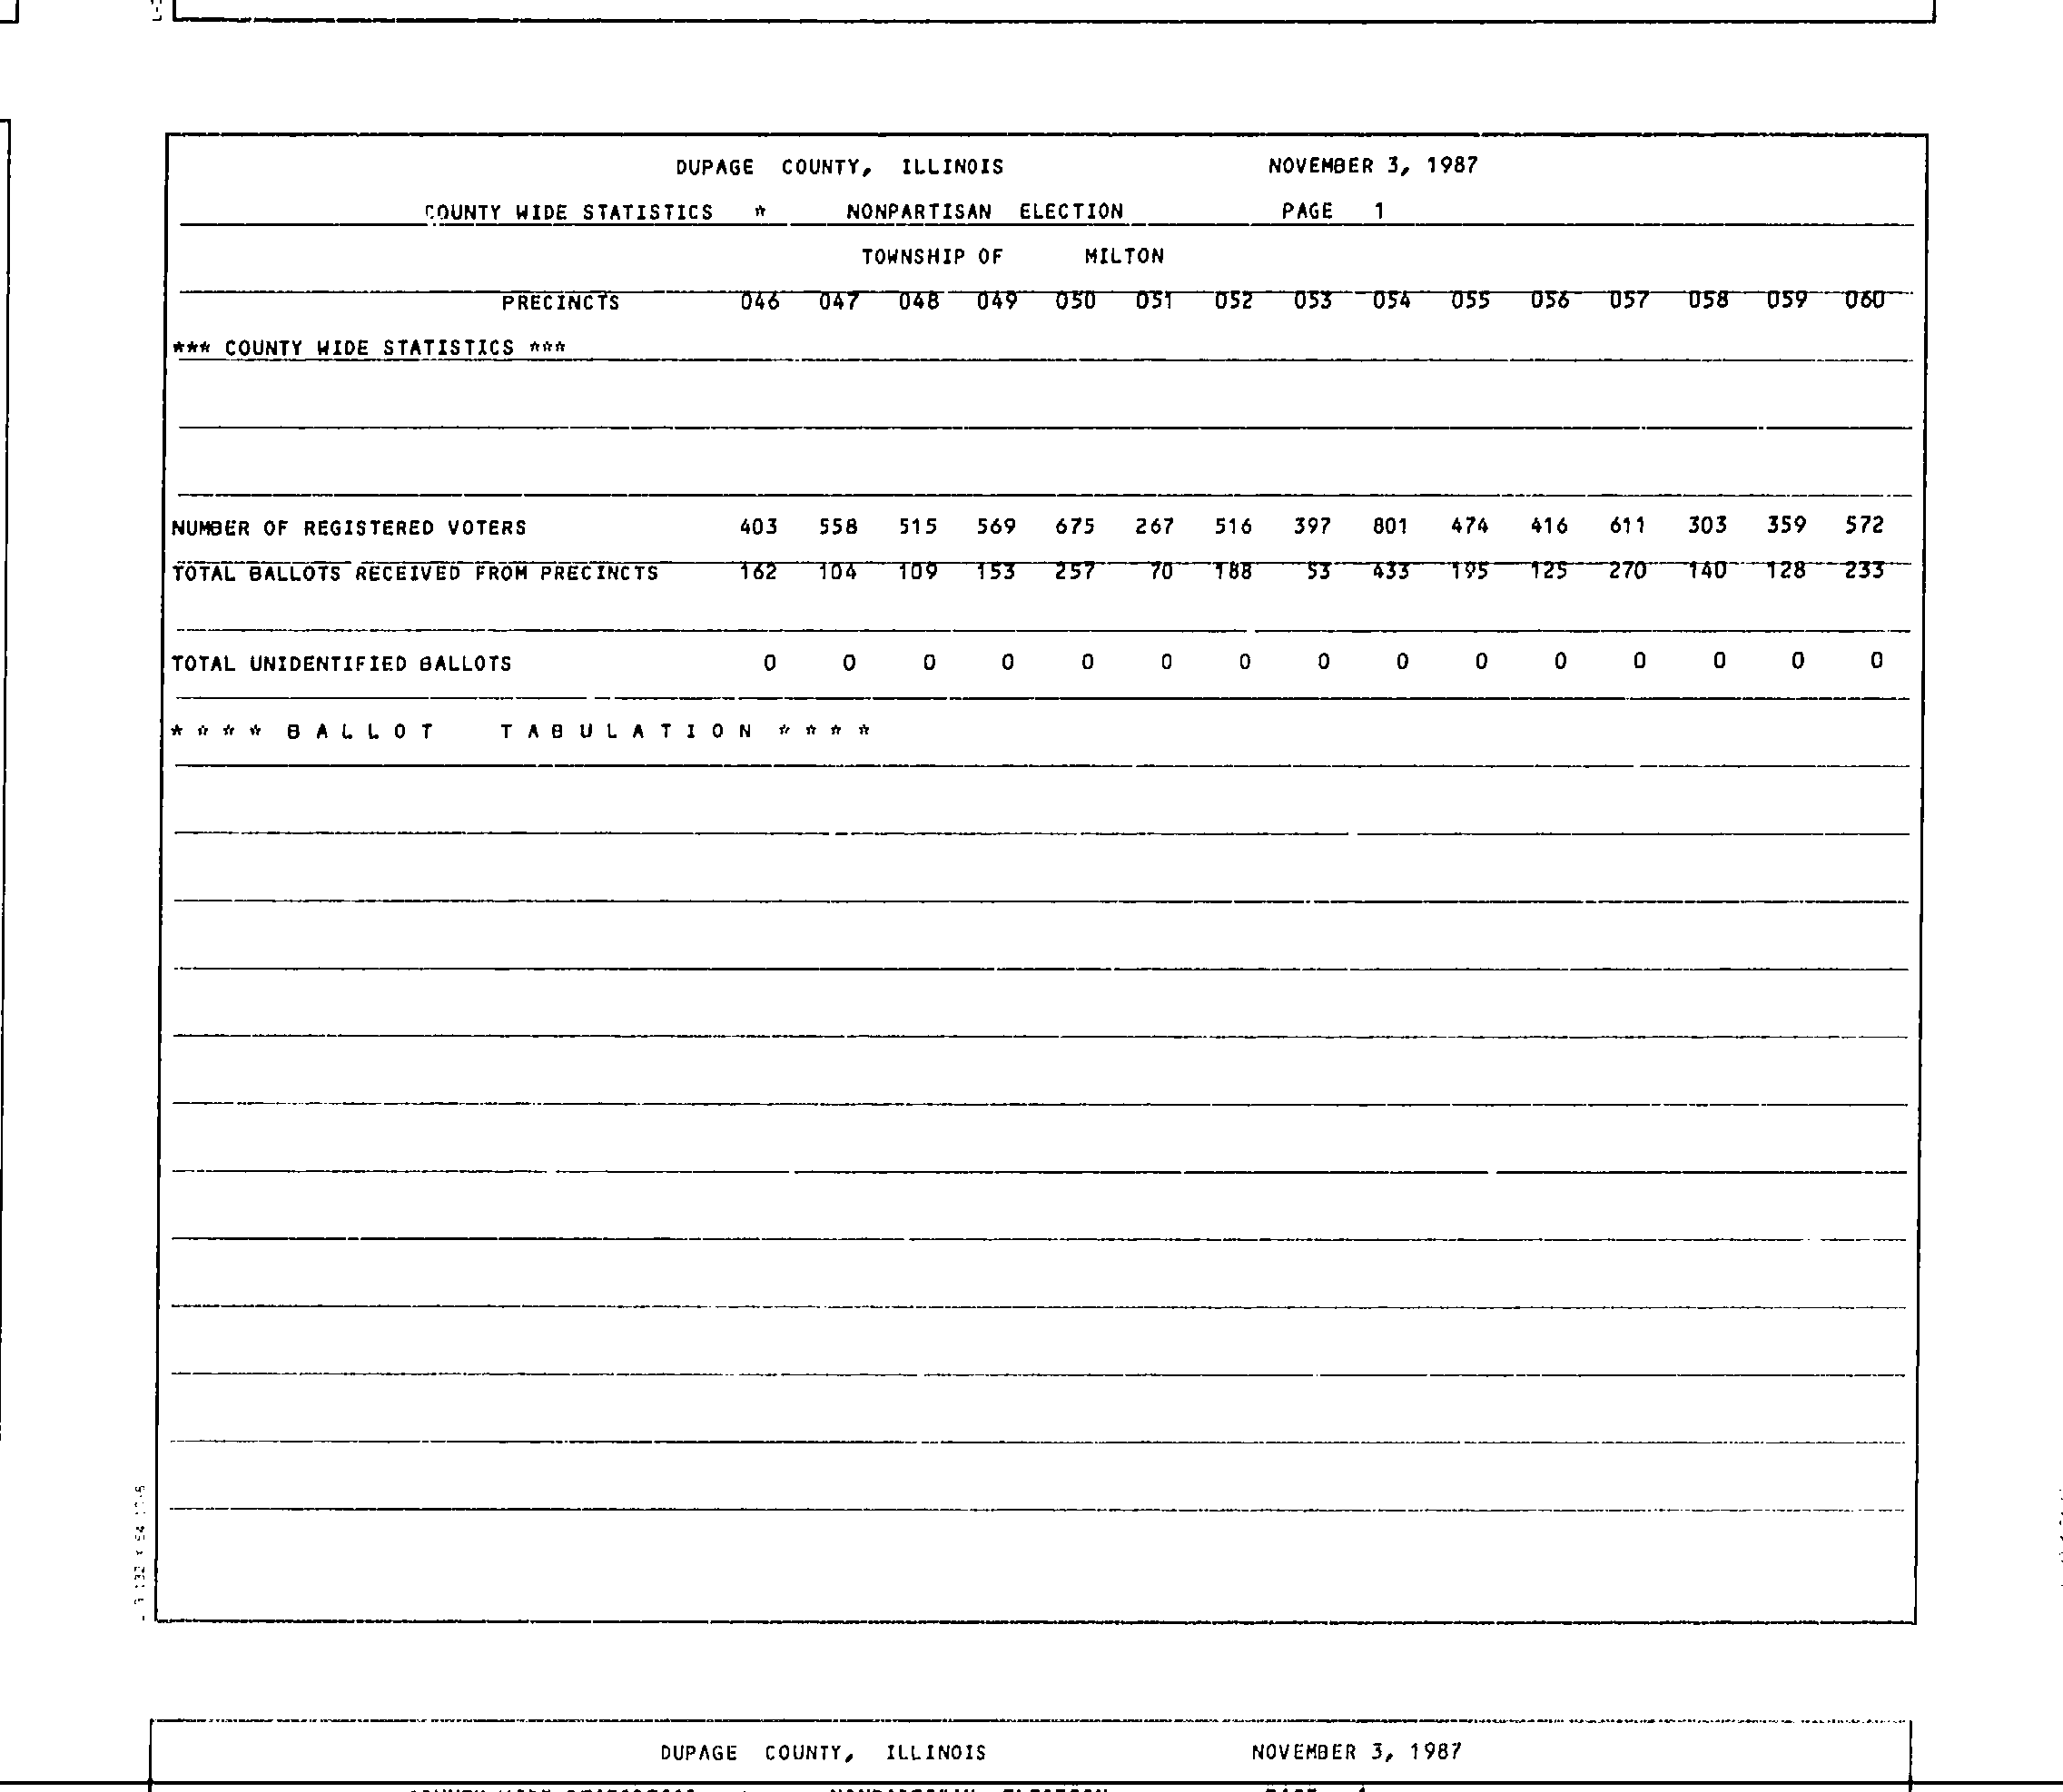 DUPAGE COUNTY, ILLINOIS NOVEMBER 3, 1987
COUNTY WIDE STATISTICS * NONPARTISAN ELECTION PAGE 1
TOWNSHIP OF MILTON
PRECINCTS 046 047 048 049 050 051 052 053 054 055 056 057 058 059 060
*** COUNTY WIDE STATISTICS ***
NUMBER OF REGISTERED VOTERS 403 558 515 569 675 267 516 397 801 474 416 611 303 359 572
TOTAL BALLOTS RECEIVED FROM PRECINCTS 162 104 109 153 257 70 188 53 433 195 125 270 140 128 233
TOTAL UNIDENTIFIED BALLOTS 0 0 0 0 0 0 0 0 0 0 0 0 0 0 0
* * * * B A L L O T T A B U L A T I O N * * * *
DUPAGE COUNTY, ILLINOIS NOVEMBER 3, 1987